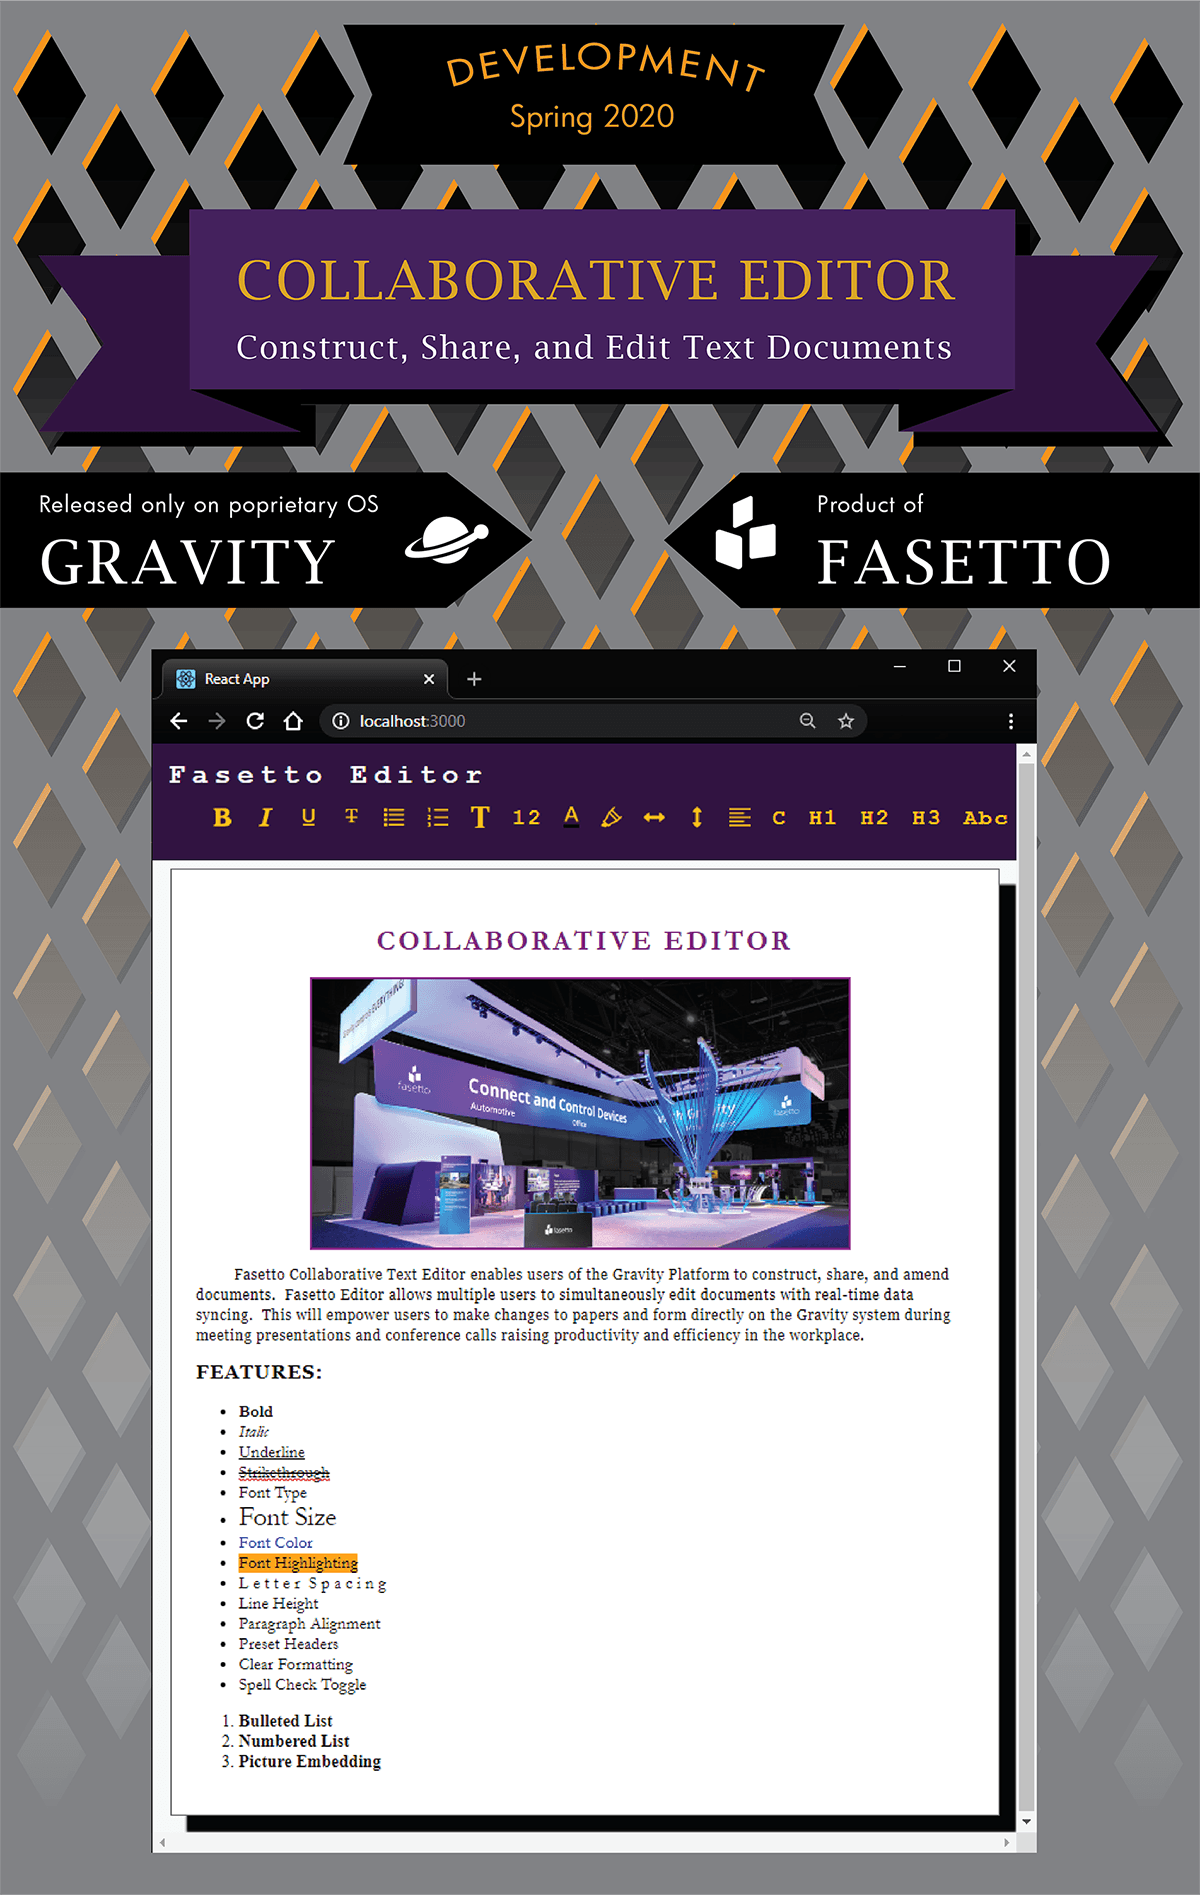 DEVELOPMENT
Spring 2020
COLLABORATIVE EDITOR
Construct, Share, and Edit Text Documents
Released only on poprietary OS
GRAVITY
Product of
FASETTO
React App
localhost:3000
Fasetto Editor
B I U T T 12 A C H1 H2 H3 Abc
COLLABORATIVE EDITOR
Gravity controls EVERYTHING!
fasetto
Connect and Control Devices
Automotive
Office
Gravity
fasetto
fasetto
Fasetto Collaborative Text Editor enables users of the Gravity Platform to construct, share, and amend
documents. Fasetto Editor allows multiple users to simultaneously edit documents with real-time data
syncing. This will empower users to make changes to papers and form directly on the Gravity system during
meeting presentations and conference calls raising productivity and efficiency in the workplace.
FEATURES:
• Bold
• Italic
• Underline
• Strikethrough
• Font Type
• Font Size
• Font Color
• Font Highlighting
• Letter Spacing
• Line Height
• Paragraph Alignment
• Preset Headers
• Clear Formatting
• Spell Check Toggle
1. Bulleted List
2. Numbered List
3. Picture Embedding